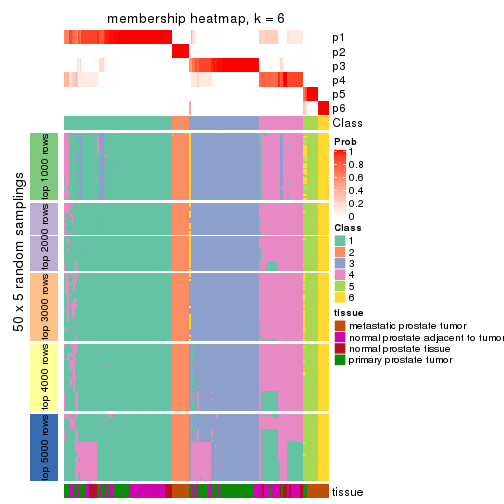 membership heatmap, k = 6
p1
p2
p3
p4
p5
p6
Class
50 x 5 random samplings
top 1000 rows
top 2000 rows
top 3000 rows
top 4000 rows
top 5000 rows
Prob
1
0.8
0.6
0.4
0.2
0
Class
1
2
3
4
5
6
tissue
metastatic prostate tumor
normal prostate adjacent to tumor
normal prostate tissue
primary prostate tumor
tissue